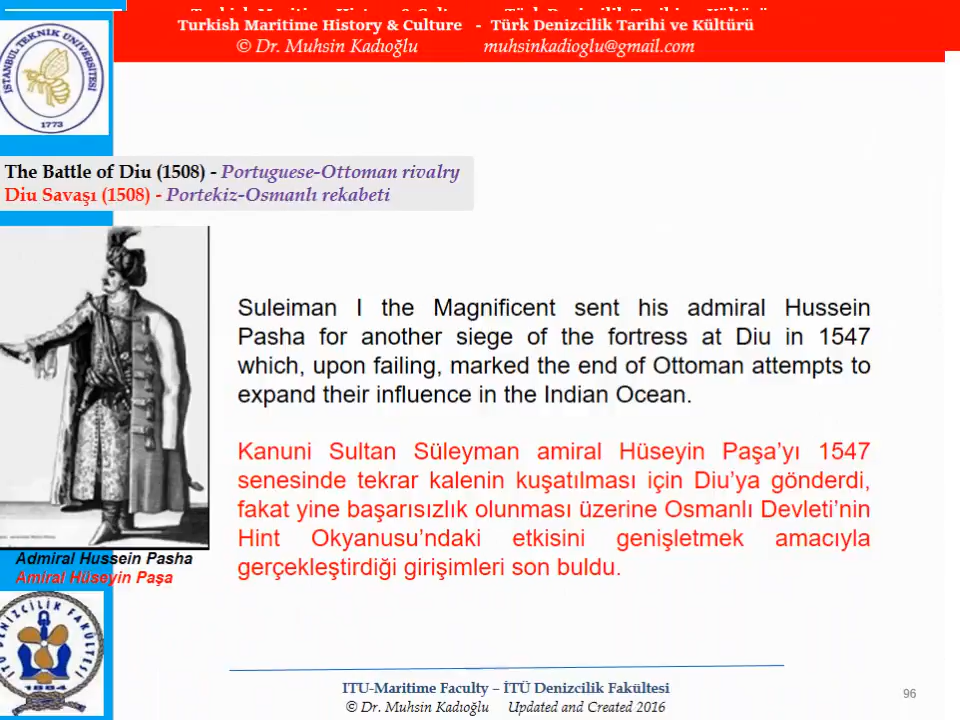 Turkish Maritime History & Culture - Türk Denizcilik Tarihi ve Kültürü
© Dr. Muhsin Kadıoğlu muhsinkadioglu@gmail.com
İSTANBUL TEKNİK ÜNİVERSİTESİ
1773
The Battle of Diu (1508) - Portuguese-Ottoman rivalry
Diu Savaşı (1508) - Portekiz-Osmanlı rekabeti
Suleiman I the Magnificent sent his admiral Hussein
Pasha for another siege of the fortress at Diu in 1547
which, upon failing, marked the end of Ottoman attempts to
expand their influence in the Indian Ocean.
Kanuni Sultan Süleyman amiral Hüseyin Paşa'yı 1547
senesinde tekrar kalenin kuşatılması için Diu'ya gönderdi,
fakat yine başarısızlık olunması üzerine Osmanlı Devleti'nin
Hint Okyanusu'ndaki etkisini genişletmek amacıyla
gerçekleştirdiği girişimleri son buldu.
Admiral Hussein Pasha
Amiral Hüseyin Paşa
İTÜ DENİZCİLİK FAKÜLTESİ
1884
ITU-Maritime Faculty – İTÜ Denizcilik Fakültesi
© Dr. Muhsin Kadıoğlu Updated and Created 2016
96